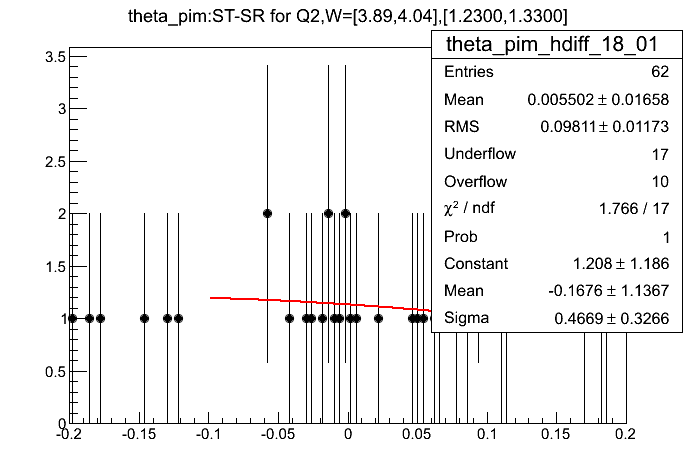 theta_pim:ST-SR for Q2,W=[3.89,4.04],[1.2300,1.3300]
theta_pim_hdiff_18_01
Entries 62
Mean 0.005502 ± 0.01658
RMS 0.09811 ± 0.01173
Underflow 17
Overflow 10
χ² / ndf 1.766 / 17
Prob 1
Constant 1.208 ± 1.186
Mean -0.1676 ± 1.1367
Sigma 0.4669 ± 0.3266
3.5
3
2.5
2
1.5
1
0.5
0
-0.2 -0.15 -0.1 -0.05 0 0.05 0.1 0.15 0.2